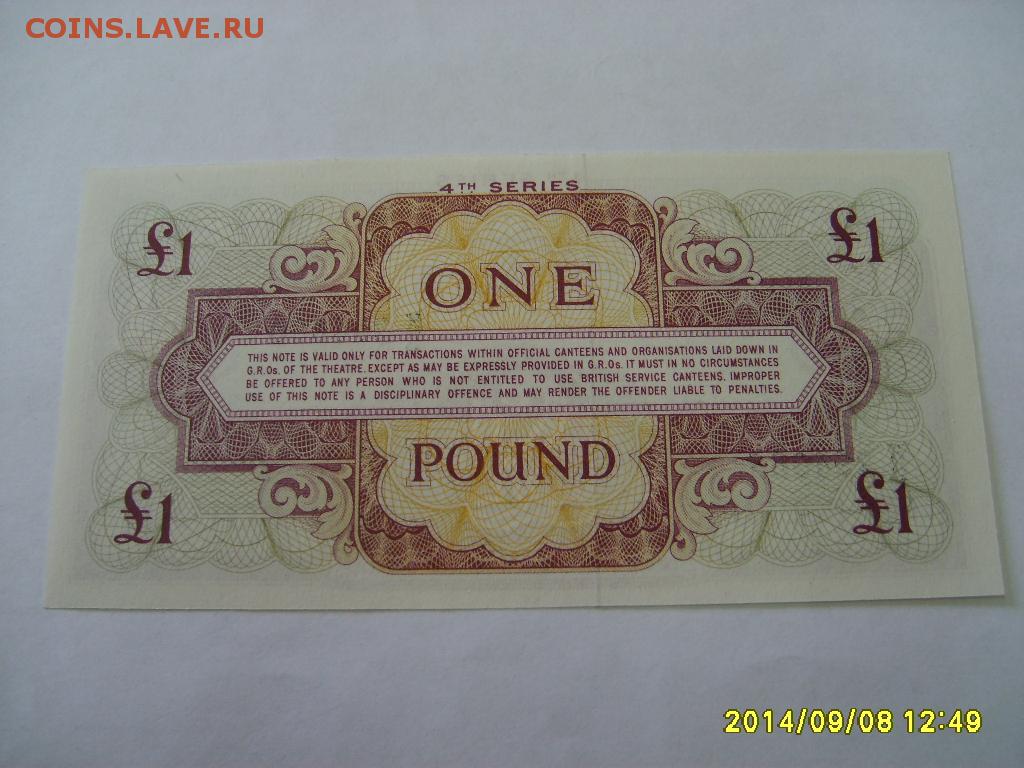 COINS.LAVE.RU
4TH SERIES
£1 £1
ONE
THIS NOTE IS VALID ONLY FOR TRANSACTIONS WITHIN OFFICIAL CANTEENS AND ORGANISATIONS LAID DOWN IN
G.R.Os. OF THE THEATRE. EXCEPT AS MAY BE EXPRESSLY PROVIDED IN G.R.Os. IT MUST IN NO CIRCUMSTANCES
BE OFFERED TO ANY PERSON WHO IS NOT ENTITLED TO USE BRITISH SERVICE CANTEENS. IMPROPER
USE OF THIS NOTE IS A DISCIPLINARY OFFENCE AND MAY RENDER THE OFFENDER LIABLE TO PENALTIES.
POUND
£1 £1
2014/09/08 12:49